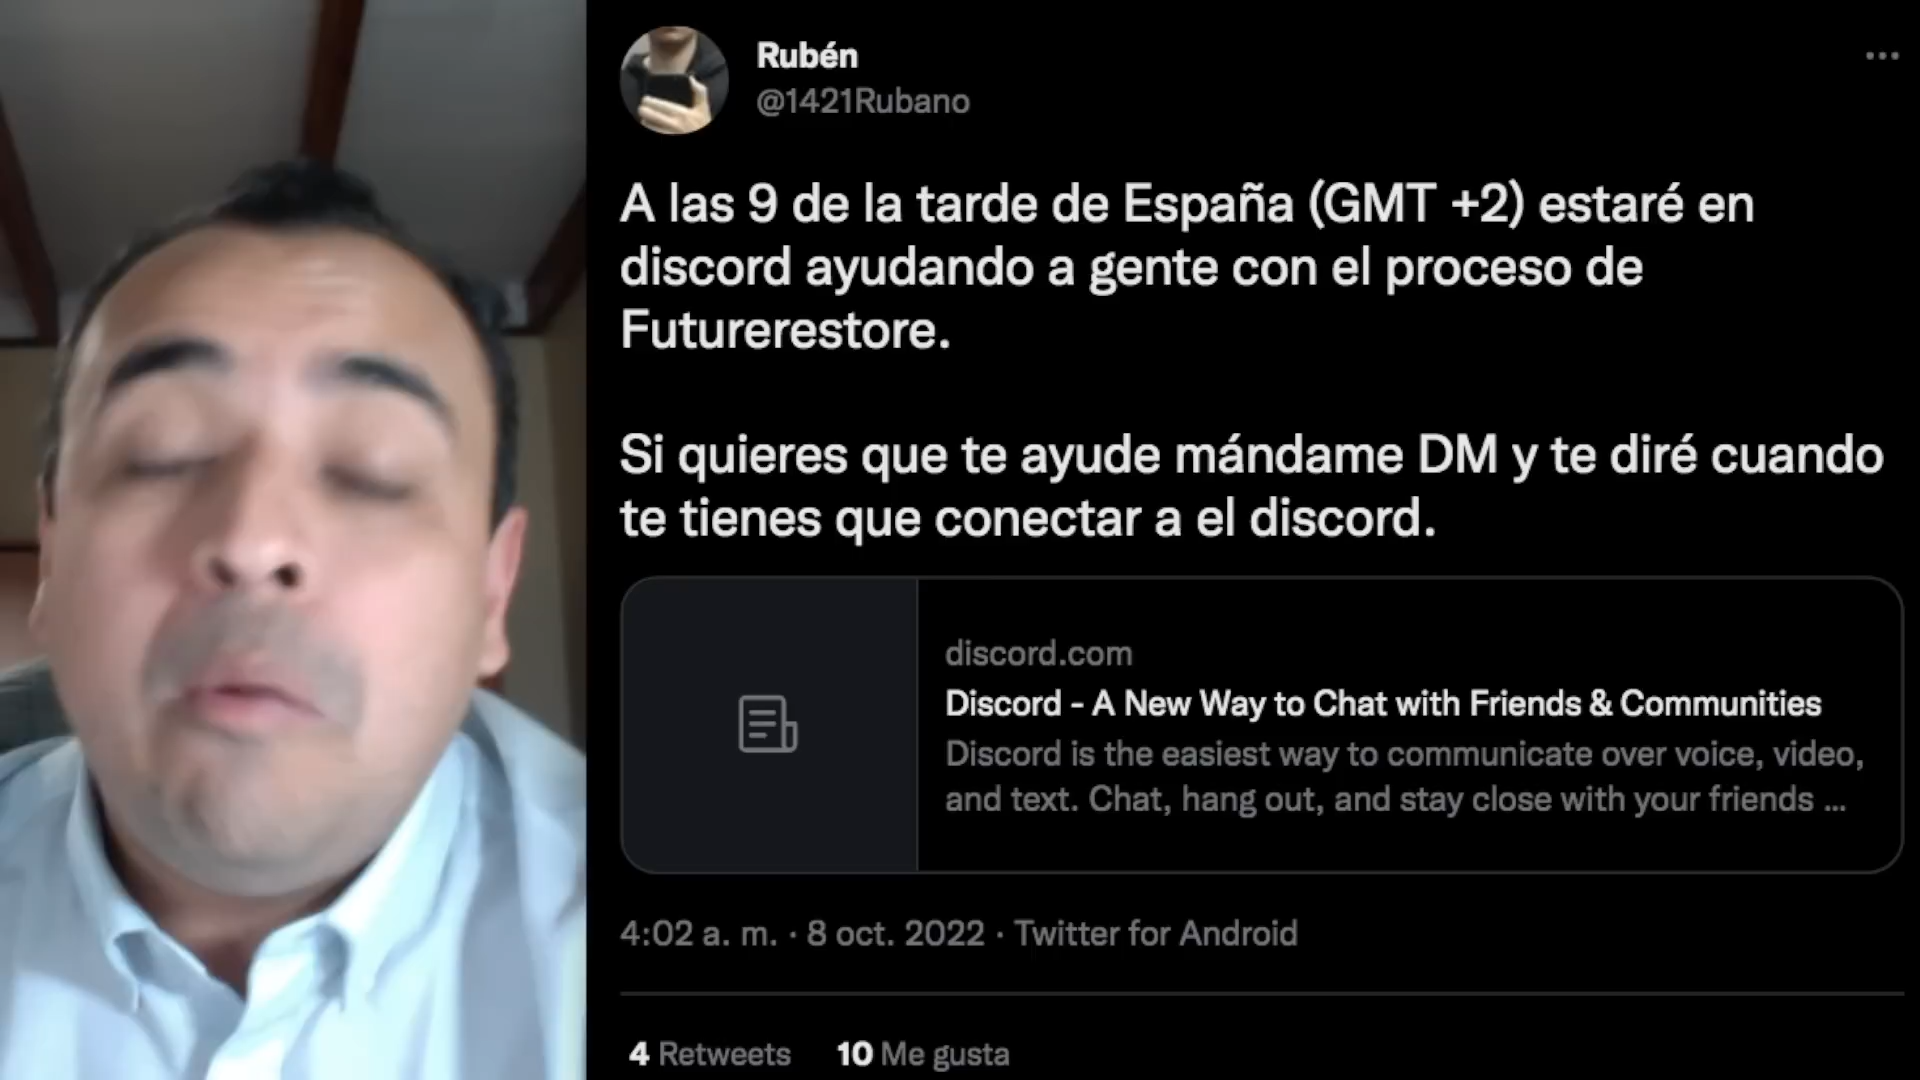 Rubén
@1421Rubano
A las 9 de la tarde de España (GMT +2) estaré en
discord ayudando a gente con el proceso de
Futurerestore.
Si quieres que te ayude mándame DM y te diré cuando
te tienes que conectar a el discord.
discord.com
Discord - A New Way to Chat with Friends & Communities
Discord is the easiest way to communicate over voice, video,
and text. Chat, hang out, and stay close with your friends ...
4:02 a. m. · 8 oct. 2022 · Twitter for Android
4 Retweets 10 Me gusta